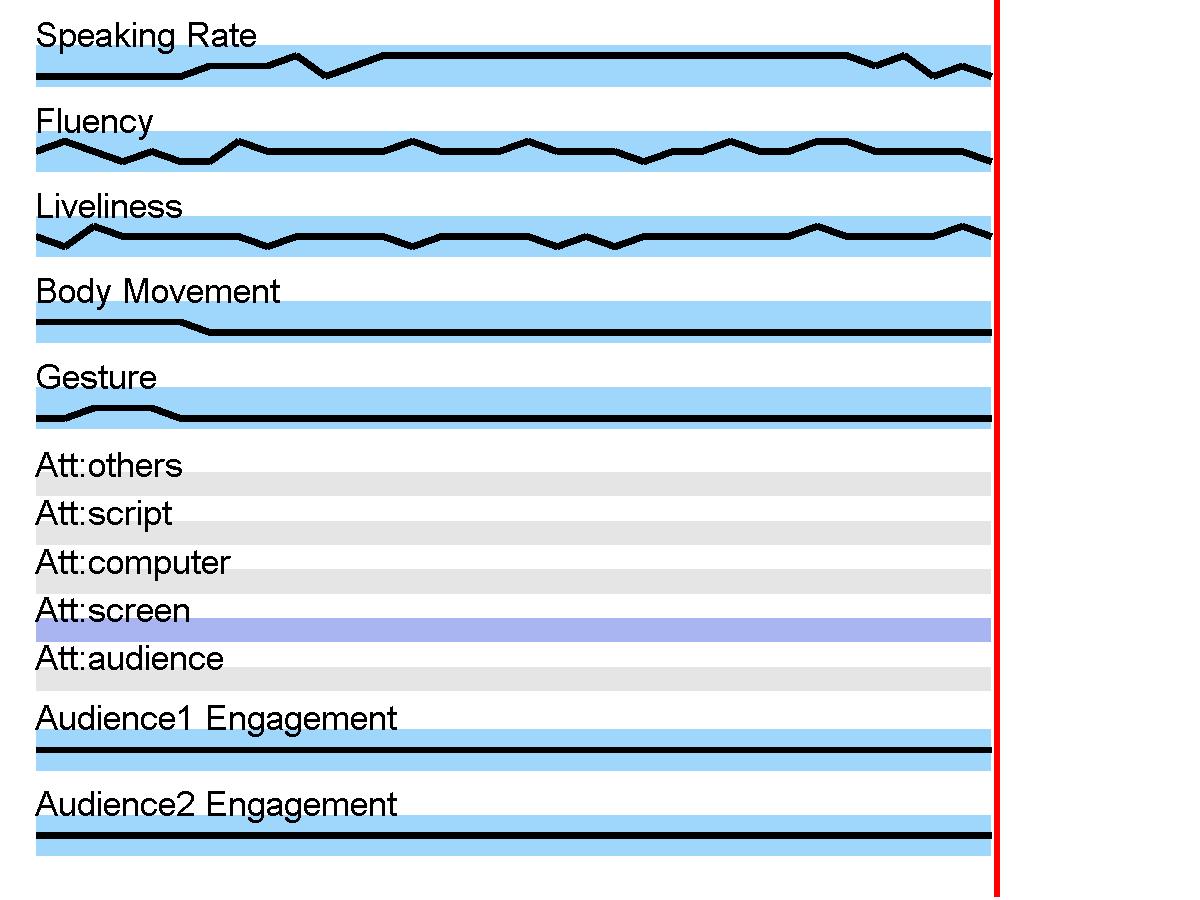 Speaking Rate
Fluency
Liveliness
Body Movement
Gesture
Att:others
Att:script
Att:computer
Att:screen
Att:audience
Audience1 Engagement
Audience2 Engagement